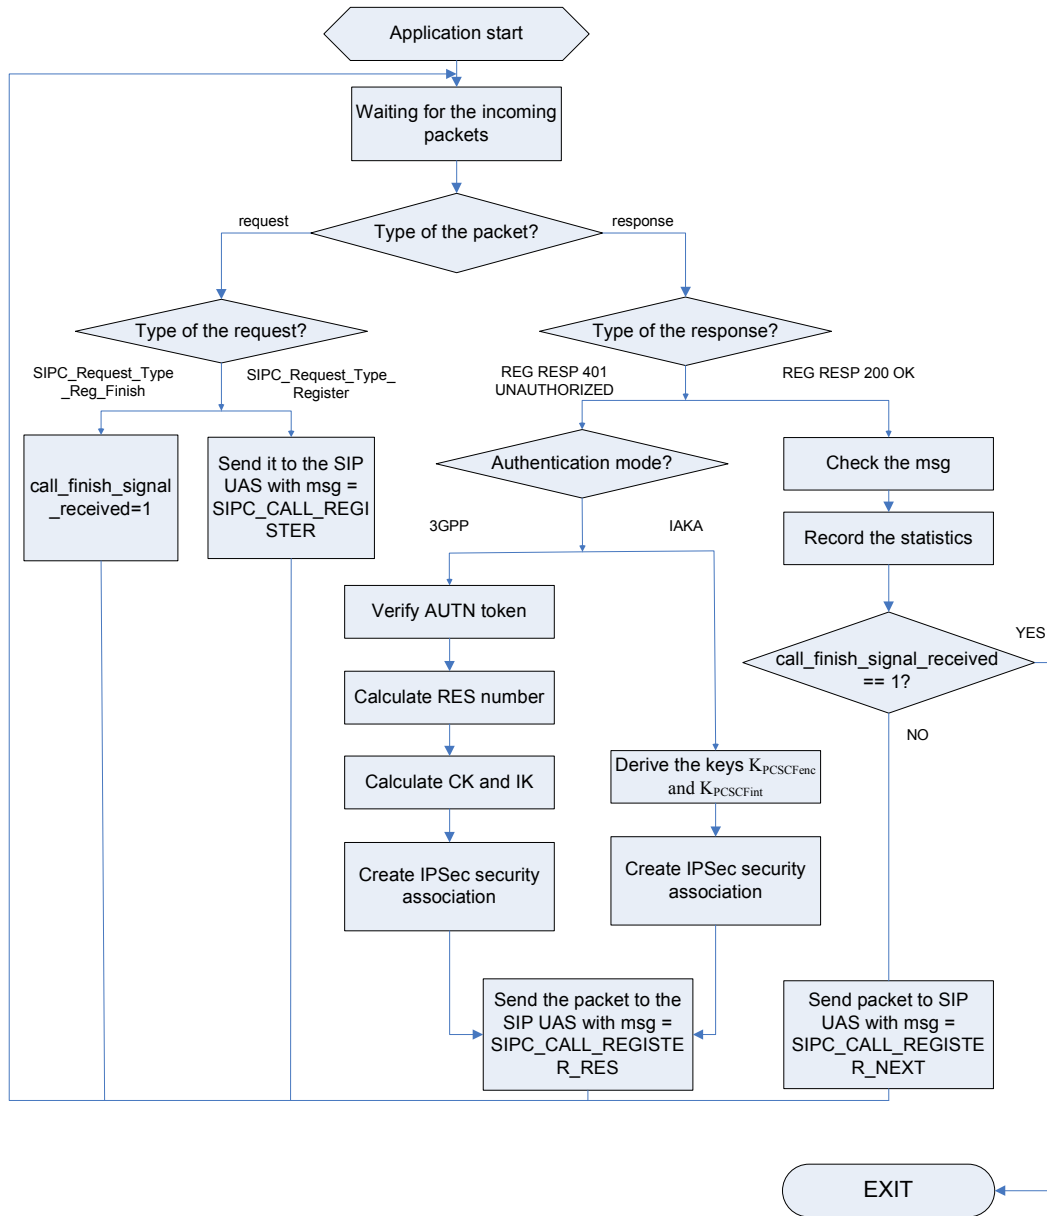 Application start
Waiting for the incoming
packets
Type of the packet?
request
response
Type of the request?
Type of the response?
SIPC_Request_Type
_Reg_Finish
SIPC_Request_Type_
Register
REG RESP 401
UNAUTHORIZED
REG RESP 200 OK
call_finish_signal
_received=1
Send it to the SIP
UAS with msg =
SIPC_CALL_REGI
STER
Authentication mode?
Check the msg
Record the statistics
3GPP
IAKA
Verify AUTN token
Calculate RES number
Calculate CK and IK
Create IPSec security
association
Derive the keys KPCSCFenc
and KPCSCFint
Create IPSec security
association
call_finish_signal_received
== 1?
YES
NO
Send the packet to the
SIP UAS with msg =
SIPC_CALL_REGISTE
R_RES
Send packet to SIP
UAS with msg =
SIPC_CALL_REGISTE
R_NEXT
EXIT